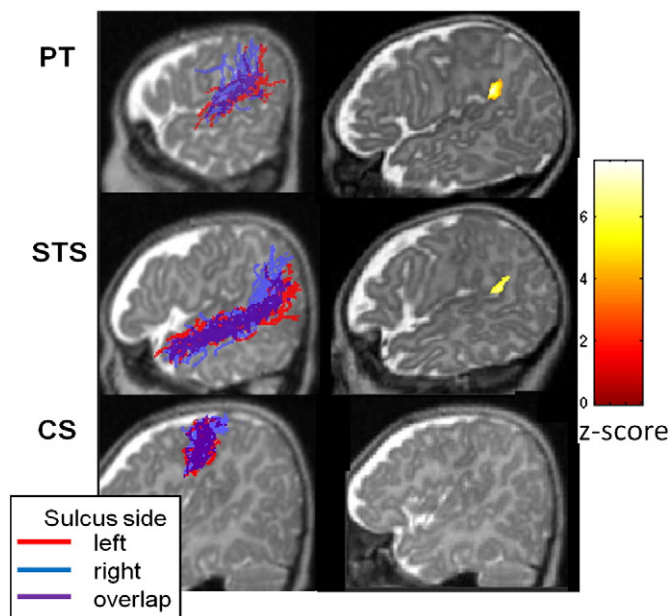 PT
STS
CS
6
4
2
0
z-score
Sulcus side
left
right
overlap